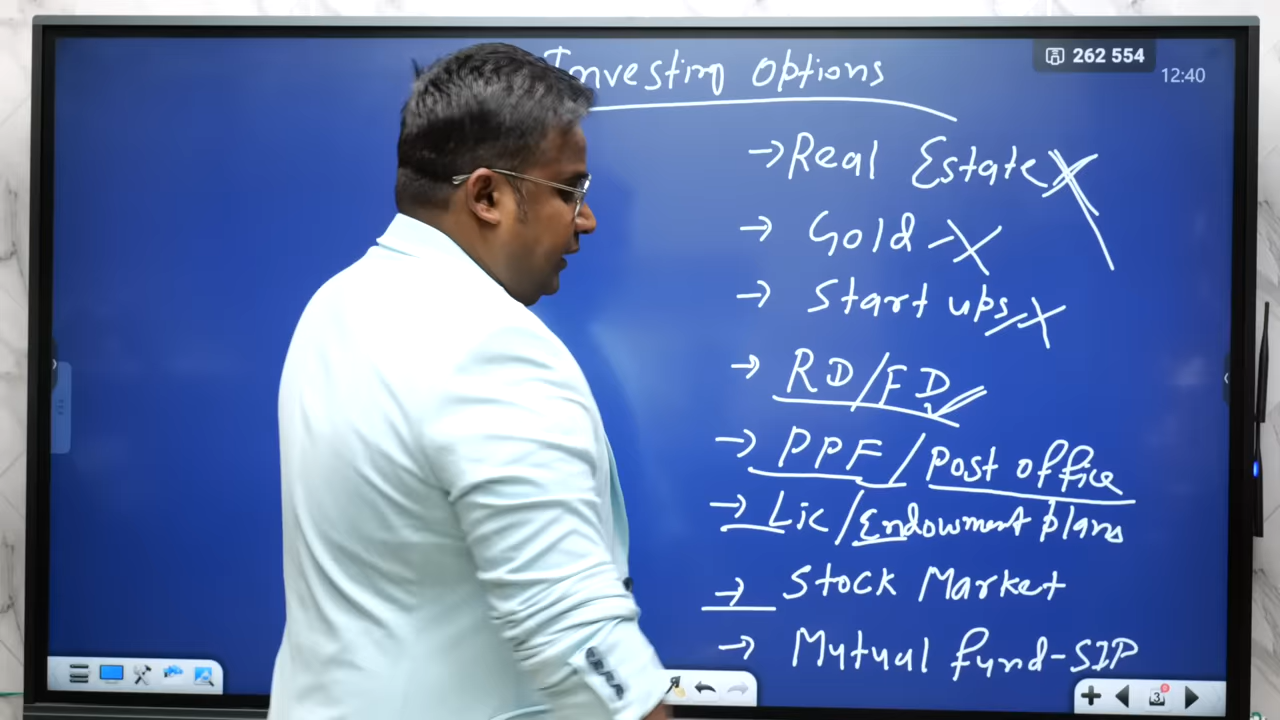 Investing Options
262 554
12:40
→ Real Estate X
→ Gold - X
→ Start ups X
→ RD/FD ✓
→ PPF / Post office
→ Lic/Endowment plans
→ Stock Market
→ Mutual fund-SIP
3